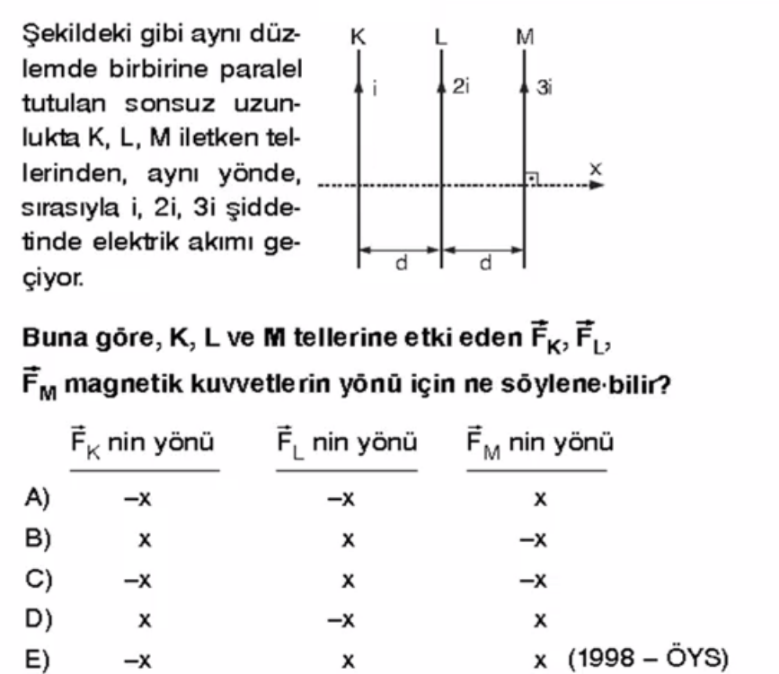 Şekildeki gibi aynı düz-
lemde birbirine paralel
tutulan sonsuz uzun-
lukta K, L, M iletken tel-
lerinden, aynı yönde,
sırasıyla i, 2i, 3i şidde-
tinde elektrik akımı ge-
çiyor.
K L M
i 2i 3i
x
d d
Buna göre, K, L ve M tellerine etki eden F⃗K, F⃗L,
F⃗M magnetik kuvvetlerin yönü için ne söylene·bilir?
F⃗K nin yönü F⃗L nin yönü F⃗M nin yönü
A) –x –x x
B) x x –x
C) –x x –x
D) x –x x
E) –x x x (1998 – ÖYS)